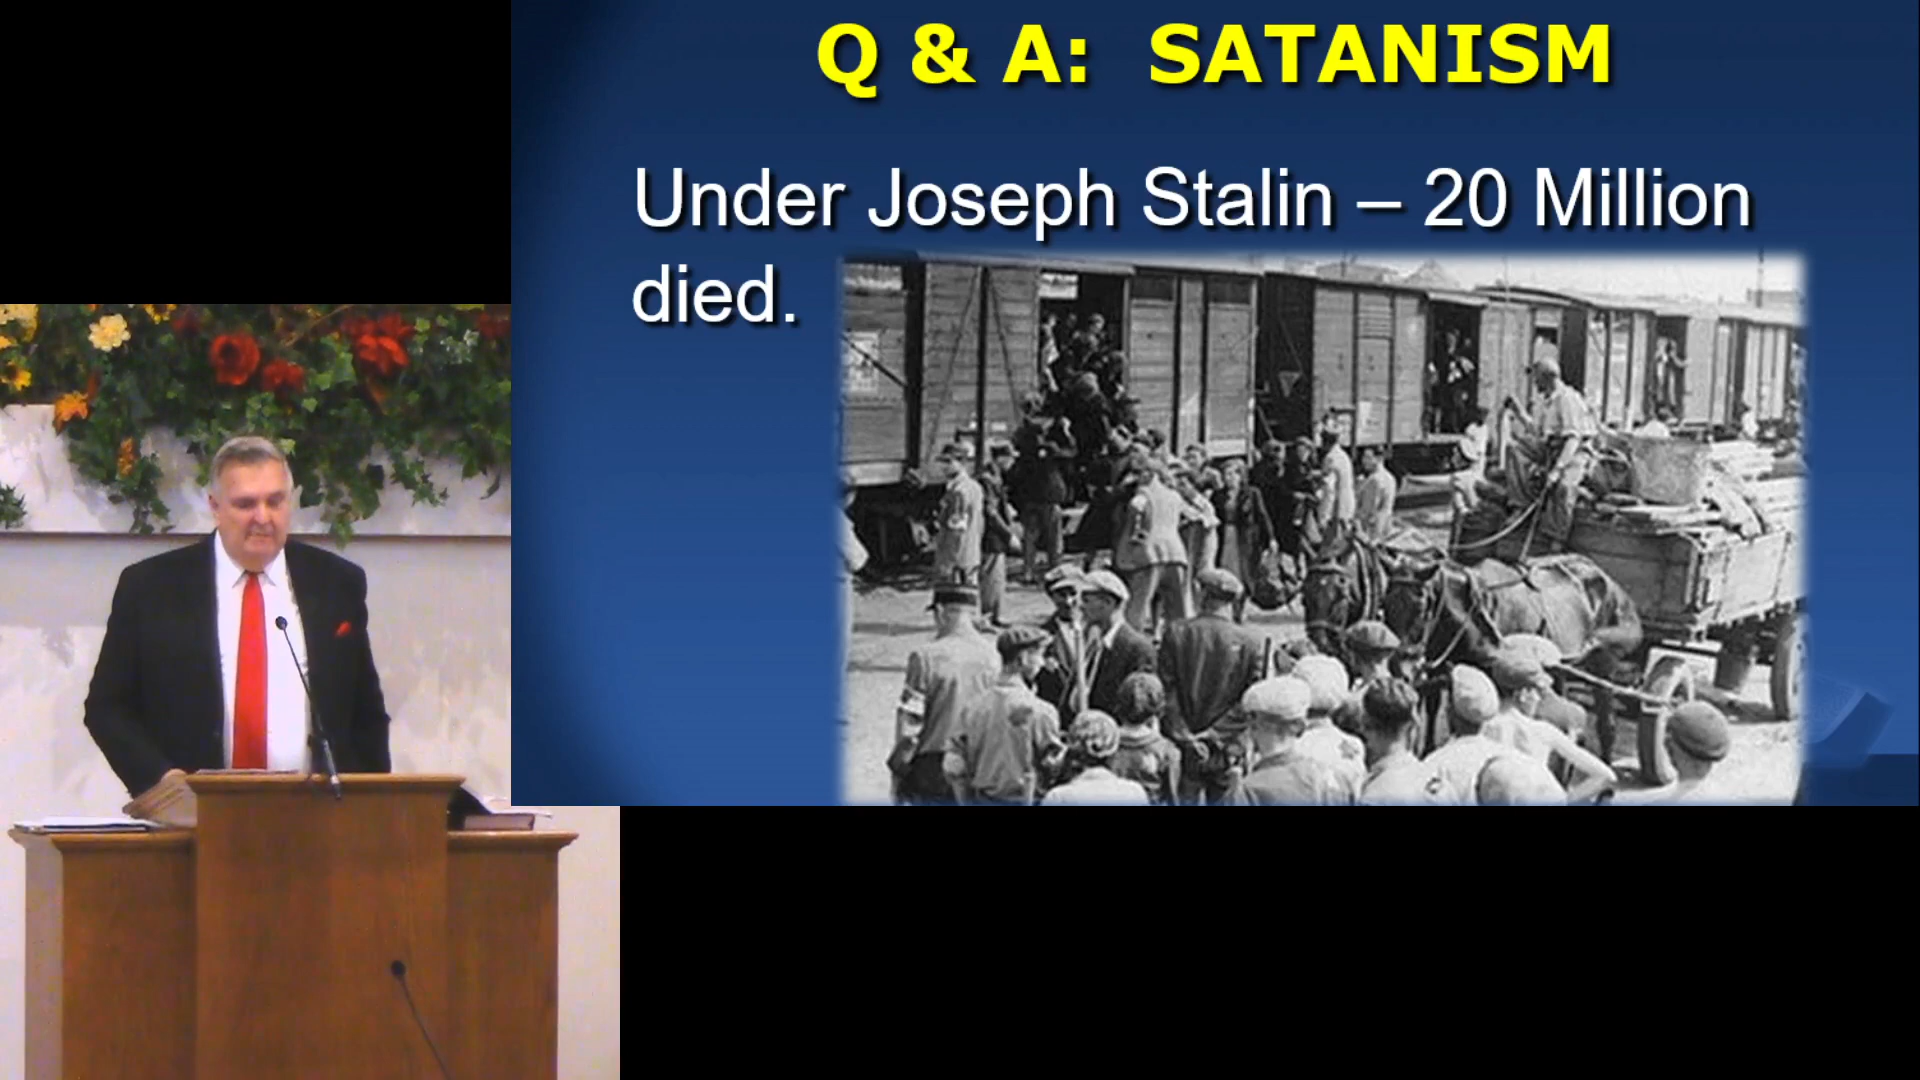 Q & A: SATANISM
Under Joseph Stalin – 20 Million
died.